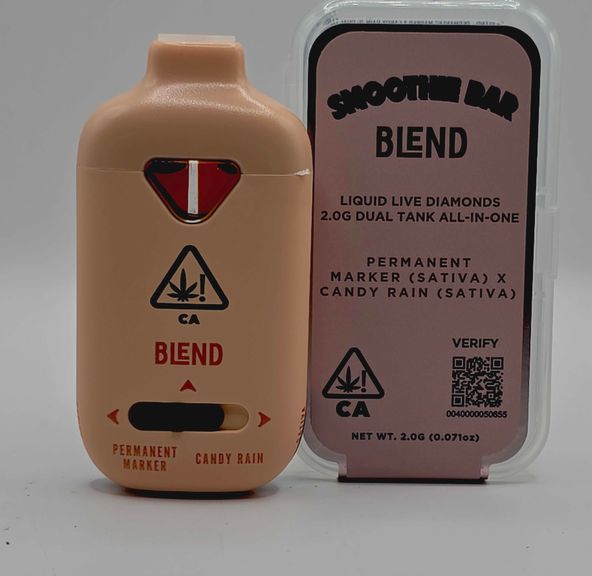 CA
BLEND
PERMANENT
MARKER
CANDY RAIN
SMOOTHIE BAR
BLEND
LIQUID LIVE DIAMONDS
2.0G DUAL TANK ALL-IN-ONE
PERMANENT
MARKER (SATIVA) X
CANDY RAIN (SATIVA)
VERIFY
0040000050655
CA
NET WT. 2.0G (0.071oz)